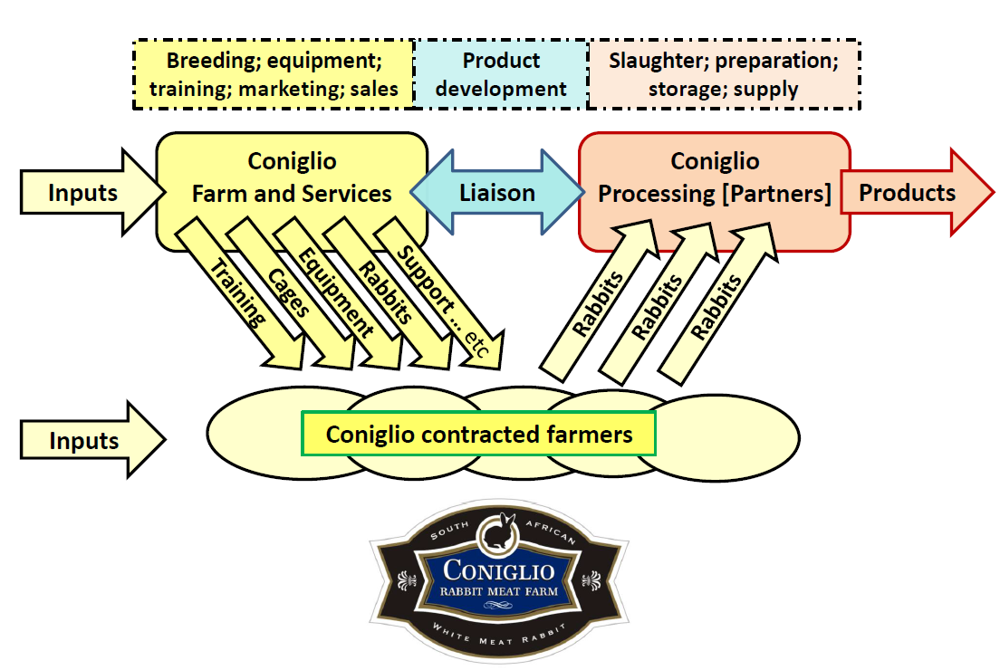 Breeding; equipment;
training; marketing; sales
Product
development
Slaughter; preparation;
storage; supply
Inputs
Coniglio
Farm and Services
Liaison
Coniglio
Processing [Partners]
Products
Training
Cages
Equipment
Rabbits
Support ... etc
Rabbits
Rabbits
Rabbits
Inputs
Coniglio contracted farmers
SOUTH AFRICAN
CONIGLIO
RABBIT MEAT FARM
WHITE MEAT RABBIT